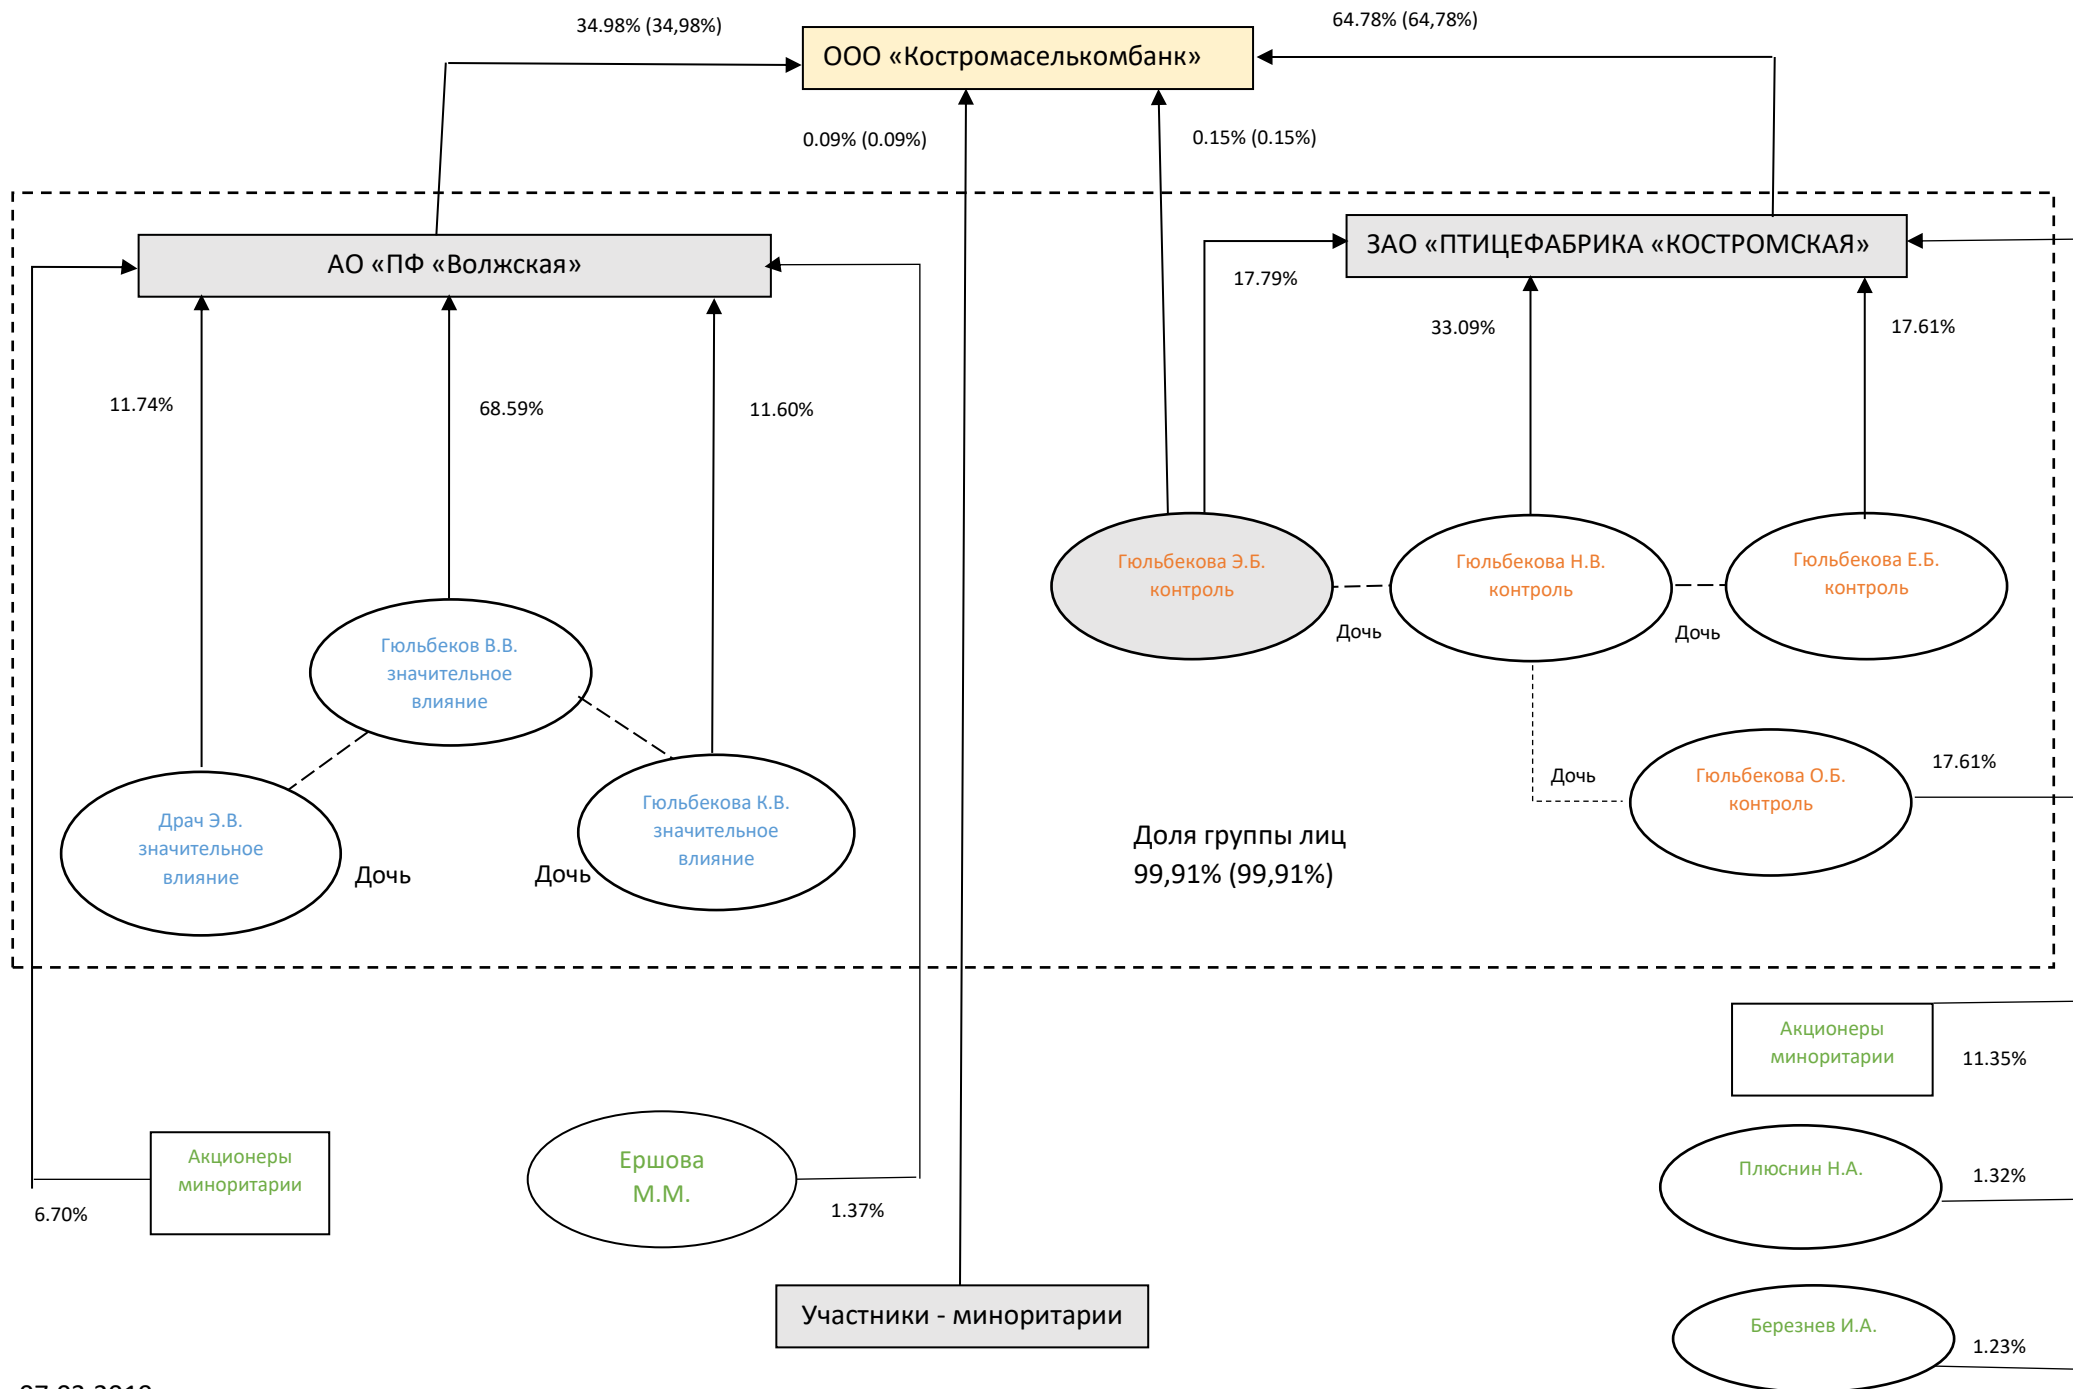 34.98% (34,98%)
64.78% (64,78%)
ООО «Костромаселькомбанк»
0.09% (0.09%)
0.15% (0.15%)
АО «ПФ «Волжская»
ЗАО «ПТИЦЕФАБРИКА «КОСТРОМСКАЯ»
17.79%
33.09%
17.61%
11.74%
68.59%
11.60%
Гюльбекова Э.Б.
контроль
Гюльбекова Н.В.
контроль
Гюльбекова Е.Б.
контроль
Дочь
Дочь
Гюльбеков В.В.
значительное
влияние
Драч Э.В.
значительное
влияние
Дочь
Дочь
Гюльбекова К.В.
значительное
влияние
Дочь
Гюльбекова О.Б.
контроль
17.61%
Доля группы лиц
99,91% (99,91%)
Акционеры
миноритарии
11.35%
Акционеры
миноритарии
6.70%
Ершова
М.М.
1.37%
Плюснин Н.А.
1.32%
Участники - миноритарии
Березнев И.А.
1.23%